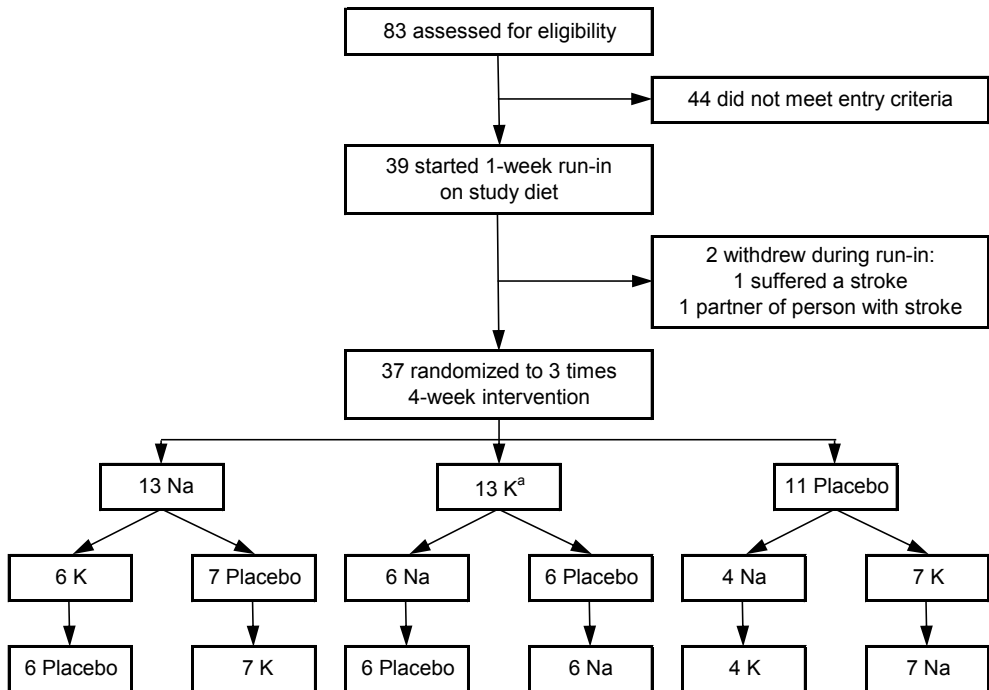 83 assessed for eligibility
44 did not meet entry criteria
39 started 1-week run-in
on study diet
2 withdrew during run-in:
1 suffered a stroke
1 partner of person with stroke
37 randomized to 3 times
4-week intervention
13 Na
13 Kᵃ
11 Placebo
6 K
7 Placebo
6 Na
6 Placebo
4 Na
7 K
6 Placebo
7 K
6 Placebo
6 Na
4 K
7 Na